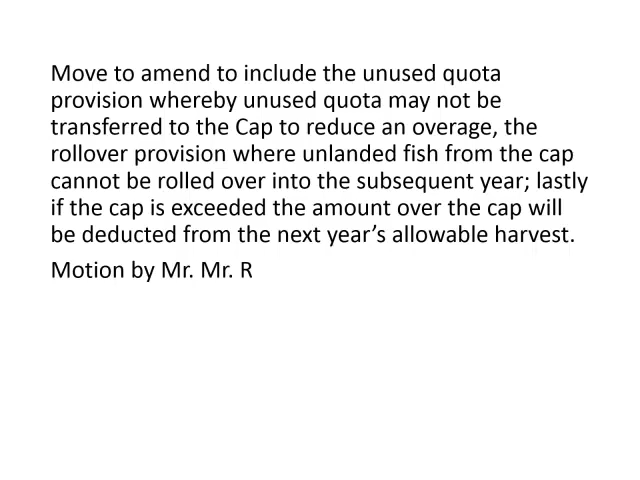 Move to amend to include the unused quota
provision whereby unused quota may not be
transferred to the Cap to reduce an overage, the
rollover provision where unlanded fish from the cap
cannot be rolled over into the subsequent year; lastly
if the cap is exceeded the amount over the cap will
be deducted from the next year’s allowable harvest.
Motion by Mr. Mr. R